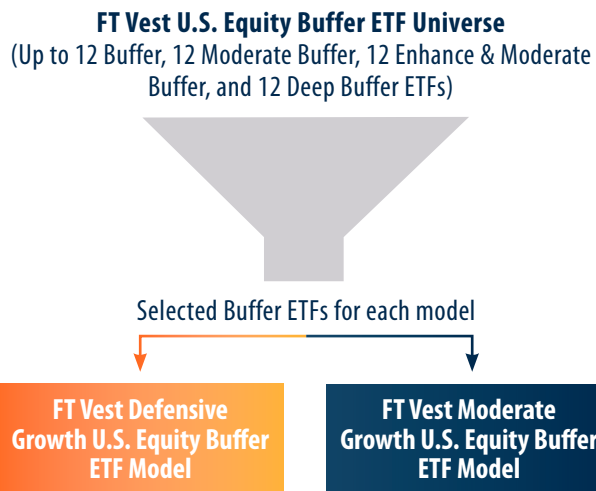 FT Vest U.S. Equity Buffer ETF Universe
(Up to 12 Buffer, 12 Moderate Buffer, 12 Enhance & Moderate
Buffer, and 12 Deep Buffer ETFs)
Selected Buffer ETFs for each model
FT Vest Defensive
Growth U.S. Equity Buffer
ETF Model
FT Vest Moderate
Growth U.S. Equity Buffer
ETF Model